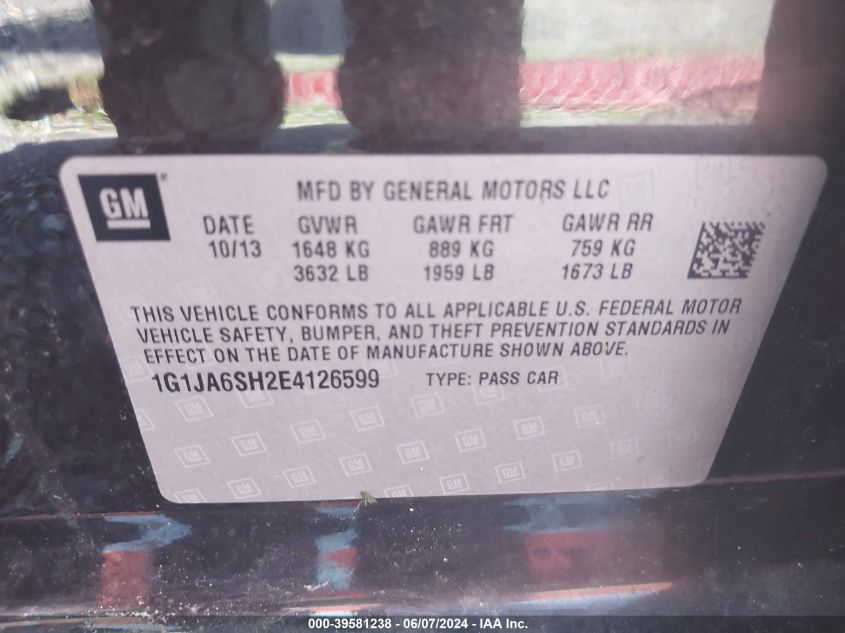 GM ®
MFD BY GENERAL MOTORS LLC
DATE GVWR GAWR FRT GAWR RR
10/13 1648 KG 889 KG 759 KG
3632 LB 1959 LB 1673 LB
THIS VEHICLE CONFORMS TO ALL APPLICABLE U.S. FEDERAL MOTOR
VEHICLE SAFETY, BUMPER, AND THEFT PREVENTION STANDARDS IN
EFFECT ON THE DATE OF MANUFACTURE SHOWN ABOVE.
1G1JA6SH2E4126599 TYPE: PASS CAR
000-39581238 - 06/07/2024 - IAA Inc.